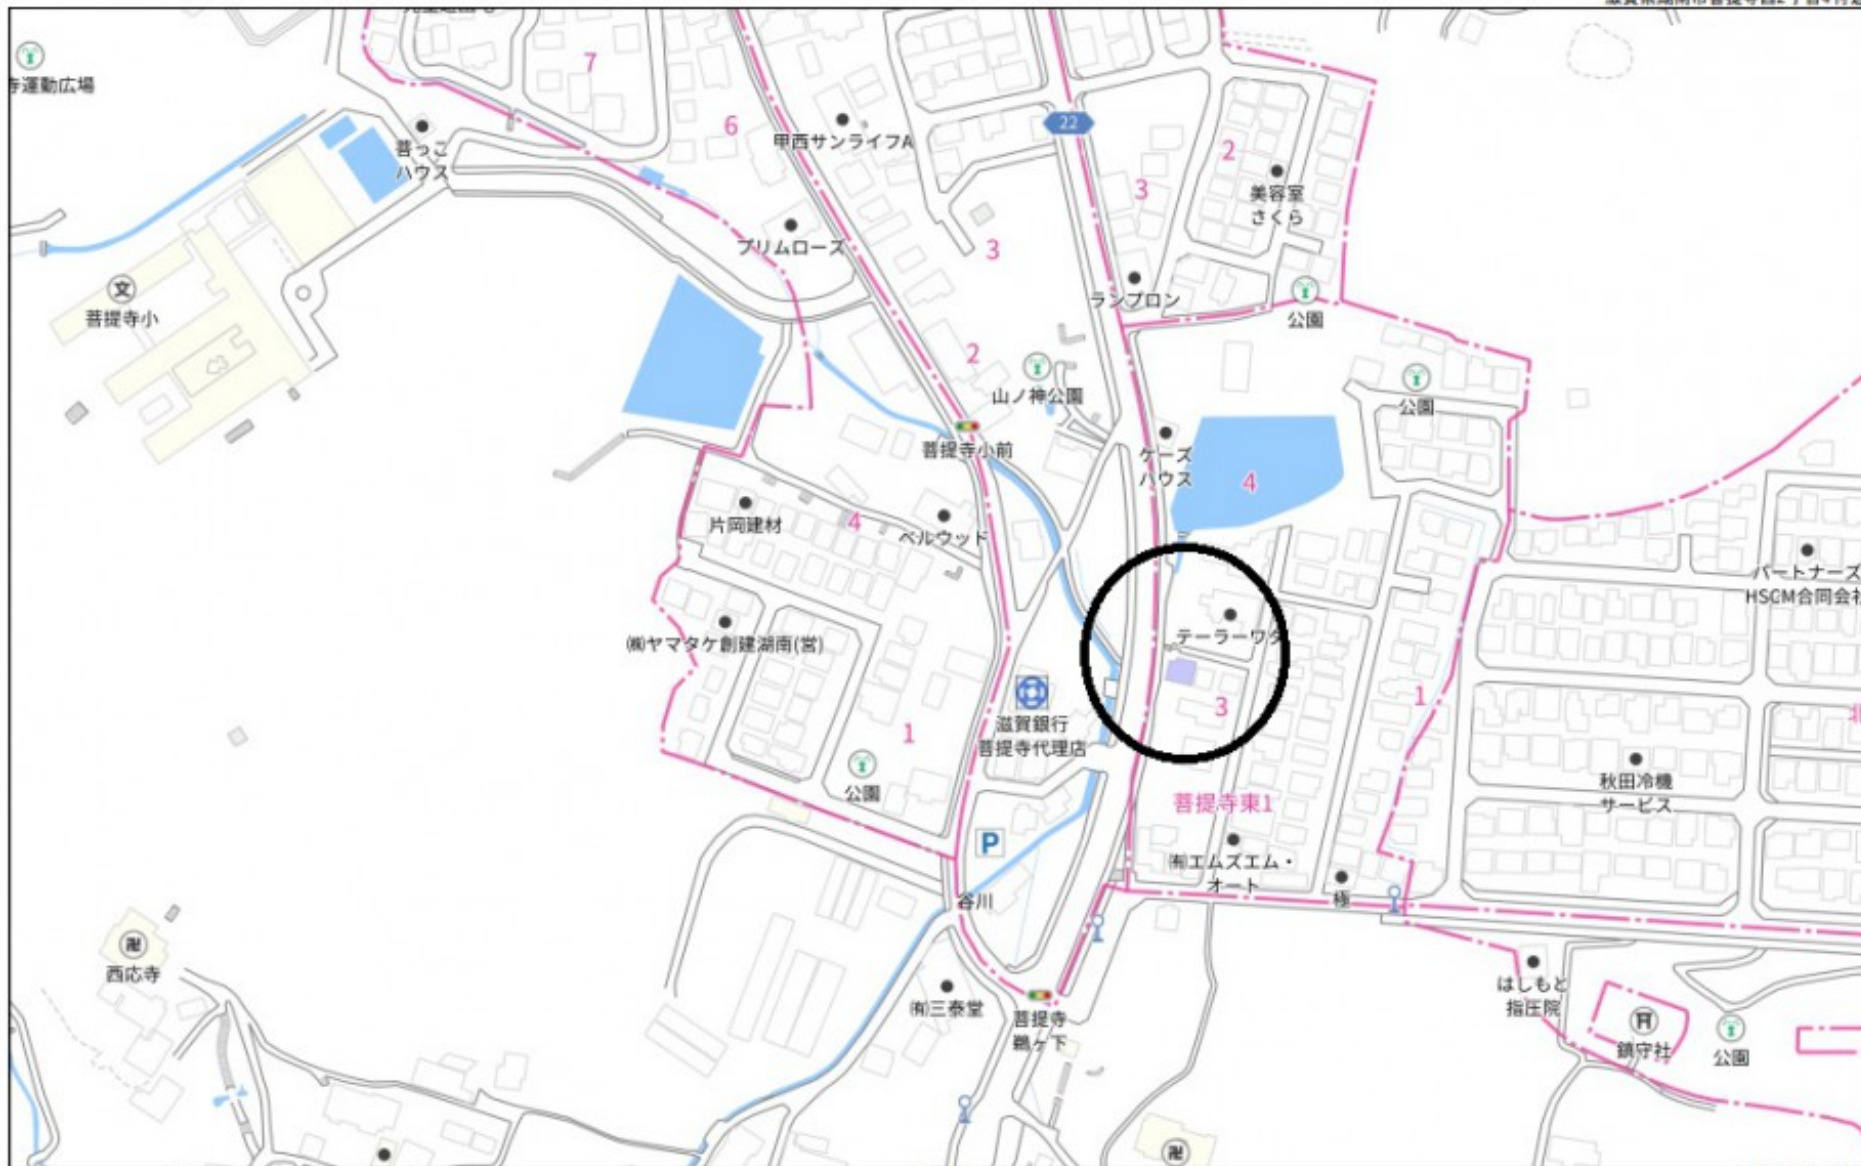 寺運動広場
7
6
菩っこ
ハウス
甲西サンライフA
22
2
3
美容室
さくら
プリムローズ
3
ランブロン
公園
文
菩提寺小
2
山ノ神公園
公園
菩提寺小前
ケーズ
ハウス
4
片岡建材
4
ベルウッド
パートナーズ
HSCM合同会社
テーラーワタ
㈱ヤマタケ創建湖南(営)
1
3
1
滋賀銀行
菩提寺代理店
1
公園
秋田冷機
サービス
菩提寺東1
P
㈲エムズエム・
オート
極
谷川
卍
西応寺
㈲三泰堂
菩提寺
鵜ヶ下
はしもと
指圧院
鎮守社
公園
卍